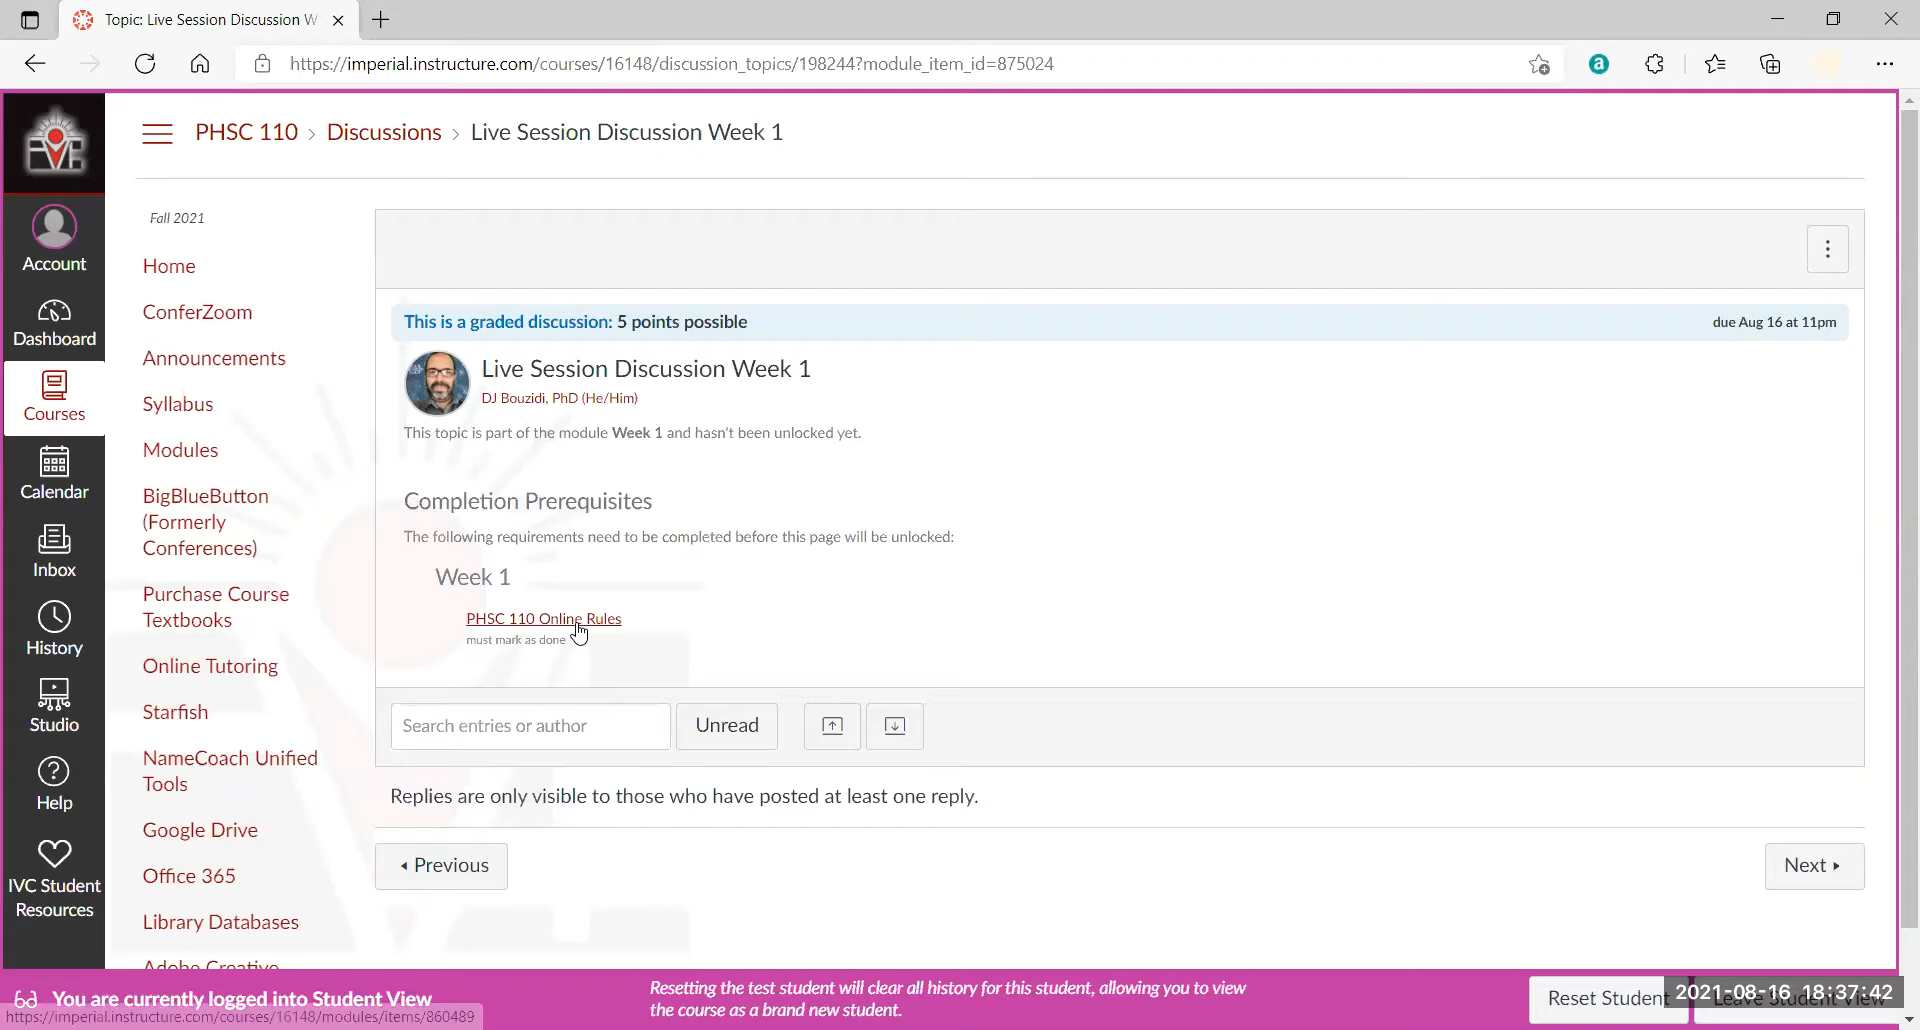 Topic: Live Session Discussion W
https://imperial.instructure.com/courses/16148/discussion_topics/198244?module_item_id=875024
PHSC 110 › Discussions › Live Session Discussion Week 1
Account
Dashboard
Courses
Calendar
Inbox
History
Studio
Help
IVC Student
Resources
Fall 2021
Home
ConferZoom
Announcements
Syllabus
Modules
BigBlueButton
(Formerly
Conferences)
Purchase Course
Textbooks
Online Tutoring
Starfish
NameCoach Unified
Tools
Google Drive
Office 365
Library Databases
Adobe Creative
This is a graded discussion: 5 points possible
due Aug 16 at 11pm
Live Session Discussion Week 1
DJ Bouzidi, PhD (He/Him)
This topic is part of the module Week 1 and hasn't been unlocked yet.
Completion Prerequisites
The following requirements need to be completed before this page will be unlocked:
Week 1
PHSC 110 Online Rules
must mark as done
Search entries or author
Unread
Replies are only visible to those who have posted at least one reply.
Previous
Next
You are currently logged into Student View
https://imperial.instructure.com/courses/16148/modules/items/860489
Resetting the test student will clear all history for this student, allowing you to view
the course as a brand new student.
Reset Student
Leave Student View
2021-08-16 18:37:42